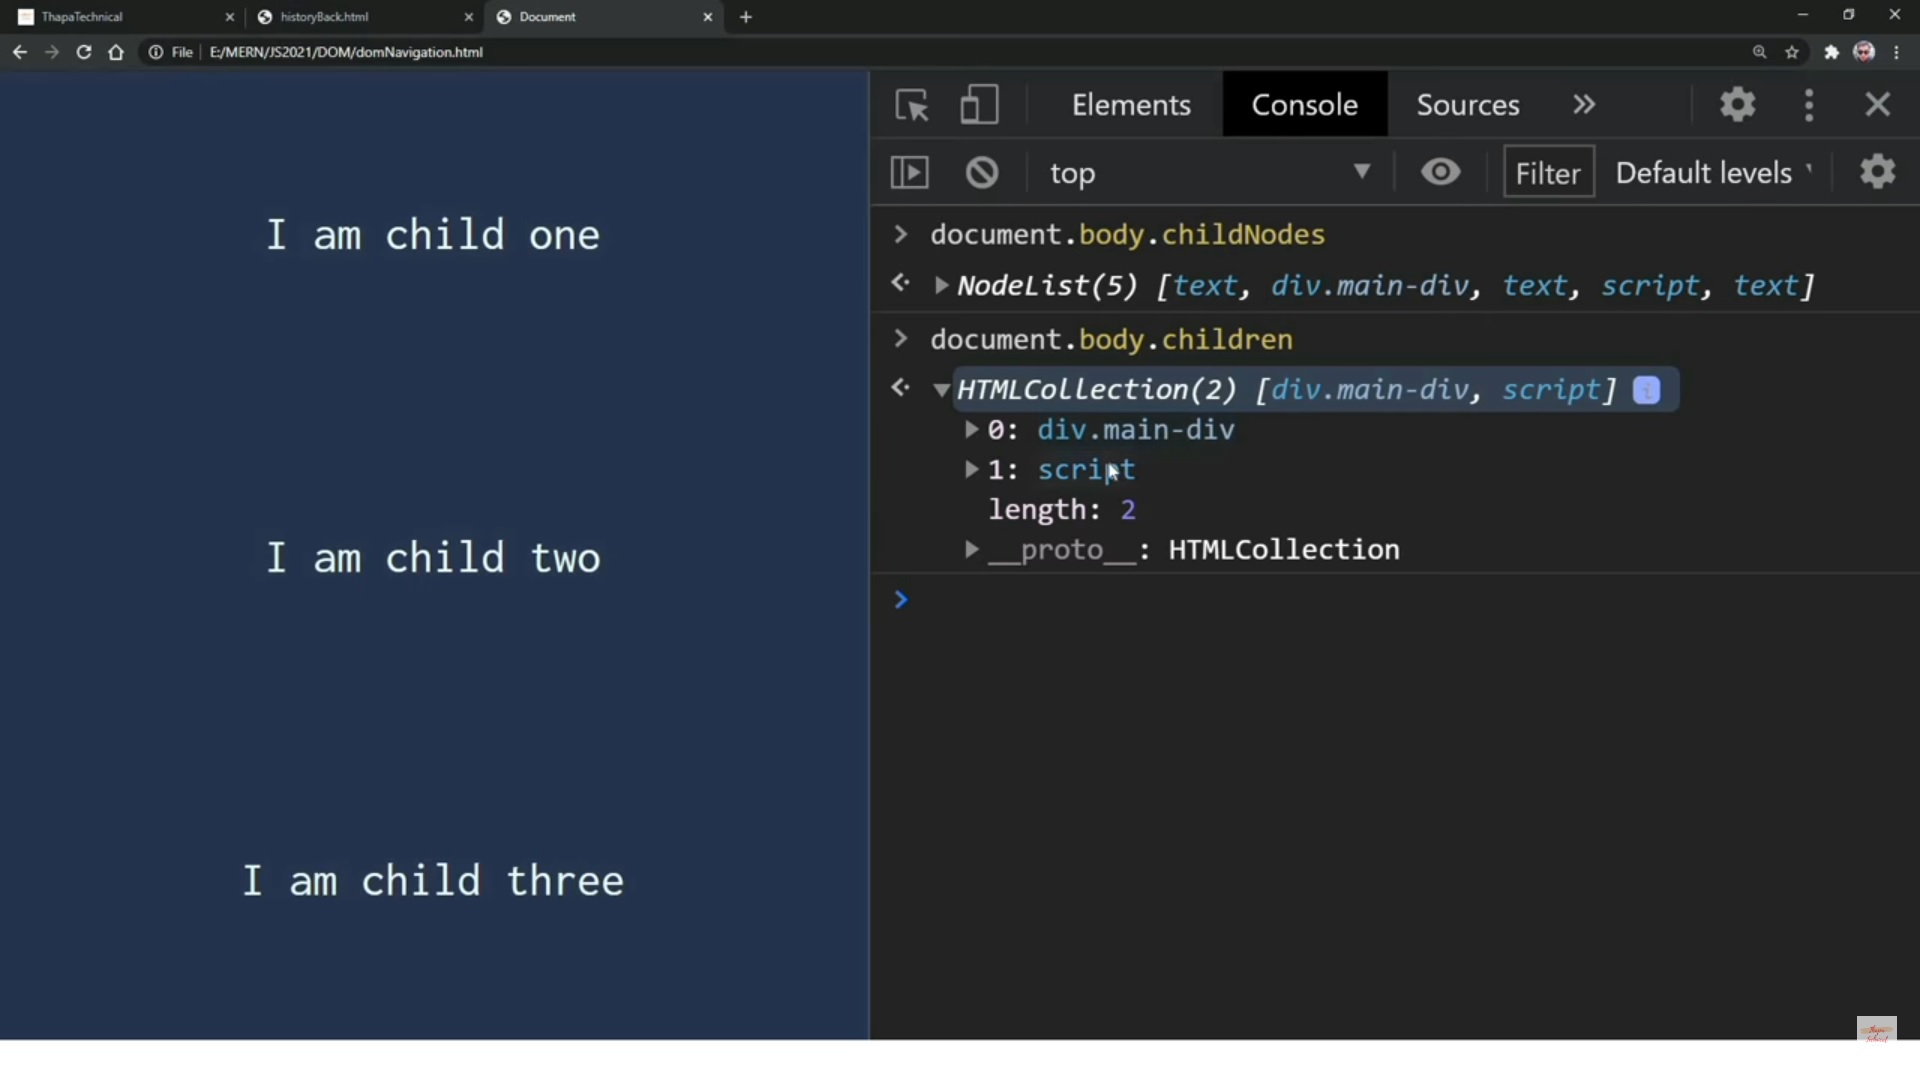 ThapaTechnical
historyBack.html
Document
File
E:/MERN/JS2021/DOM/domNavigation.html
I am child one
I am child two
I am child three
Elements Console Sources
top Filter Default levels
document.body.childNodes
NodeList(5) [text, div.main-div, text, script, text]
document.body.children
HTMLCollection(2) [div.main-div, script] i
0: div.main-div
1: script
length: 2
__proto__: HTMLCollection